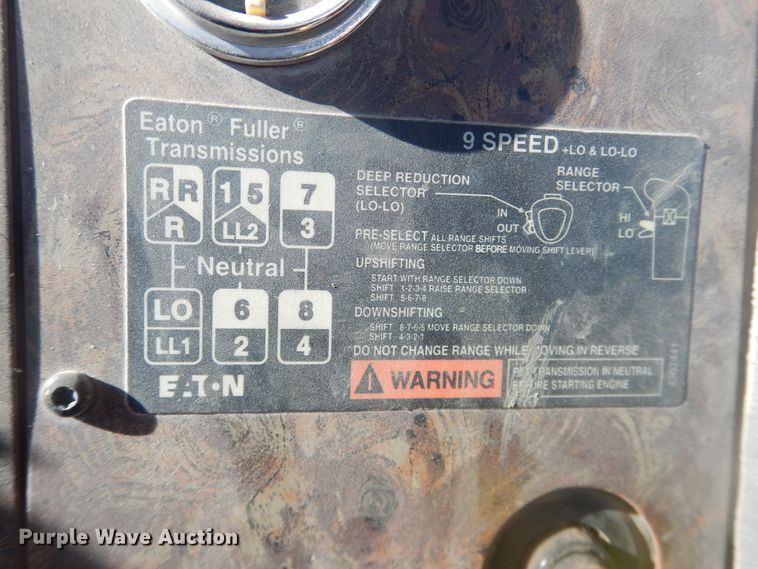 Eaton® Fuller®
Transmissions
9 SPEED +LO & LO-LO
R R
R
1 5
LL2
7
3
Neutral
LO
LL1
6
2
8
4
DEEP REDUCTION
SELECTOR
(LO-LO)
IN
OUT
RANGE
SELECTOR
HI
LO
PRE-SELECT ALL RANGE SHIFTS
(MOVE RANGE SELECTOR BEFORE MOVING SHIFT LEVER)
UPSHIFTING
START WITH RANGE SELECTOR DOWN
SHIFT 1-2-3-4 RAISE RANGE SELECTOR
SHIFT 5-6-7-8
DOWNSHIFTING
SHIFT 8-7-6-5 MOVE RANGE SELECTOR DOWN
SHIFT 4-3-2-1
DO NOT CHANGE RANGE WHILE MOVING IN REVERSE
WARNING
PUT TRANSMISSION IN NEUTRAL
BEFORE STARTING ENGINE
EATON
Purple Wave Auction